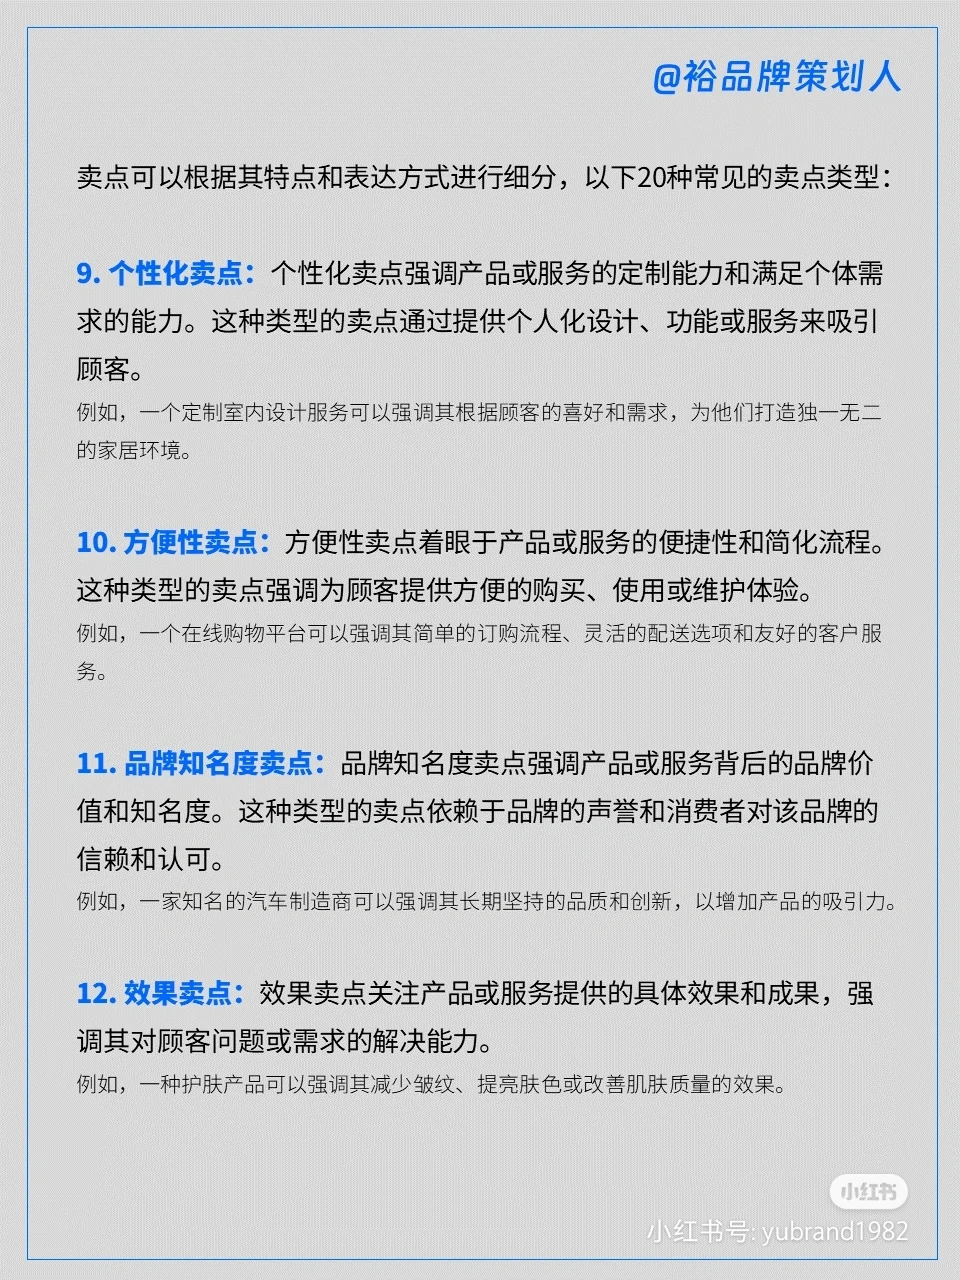 @裕品牌策划人
卖点可以根据其特点和表达方式进行细分，以下20种常见的卖点类型：
9. 个性化卖点：个性化卖点强调产品或服务的定制能力和满足个体需
求的能力。这种类型的卖点通过提供个人化设计、功能或服务来吸引
顾客。
例如，一个定制室内设计服务可以强调其根据顾客的喜好和需求，为他们打造独一无二
的家居环境。
10. 方便性卖点：方便性卖点着眼于产品或服务的便捷性和简化流程。
这种类型的卖点强调为顾客提供方便的购买、使用或维护体验。
例如，一个在线购物平台可以强调其简单的订购流程、灵活的配送选项和友好的客户服
务。
11. 品牌知名度卖点：品牌知名度卖点强调产品或服务背后的品牌价
值和知名度。这种类型的卖点依赖于品牌的声誉和消费者对该品牌的
信赖和认可。
例如，一家知名的汽车制造商可以强调其长期坚持的品质和创新，以增加产品的吸引力。
12. 效果卖点：效果卖点关注产品或服务提供的具体效果和成果，强
调其对顾客问题或需求的解决能力。
例如，一种护肤产品可以强调其减少皱纹、提亮肤色或改善肌肤质量的效果。
小红书
小红书号: yubrand1982